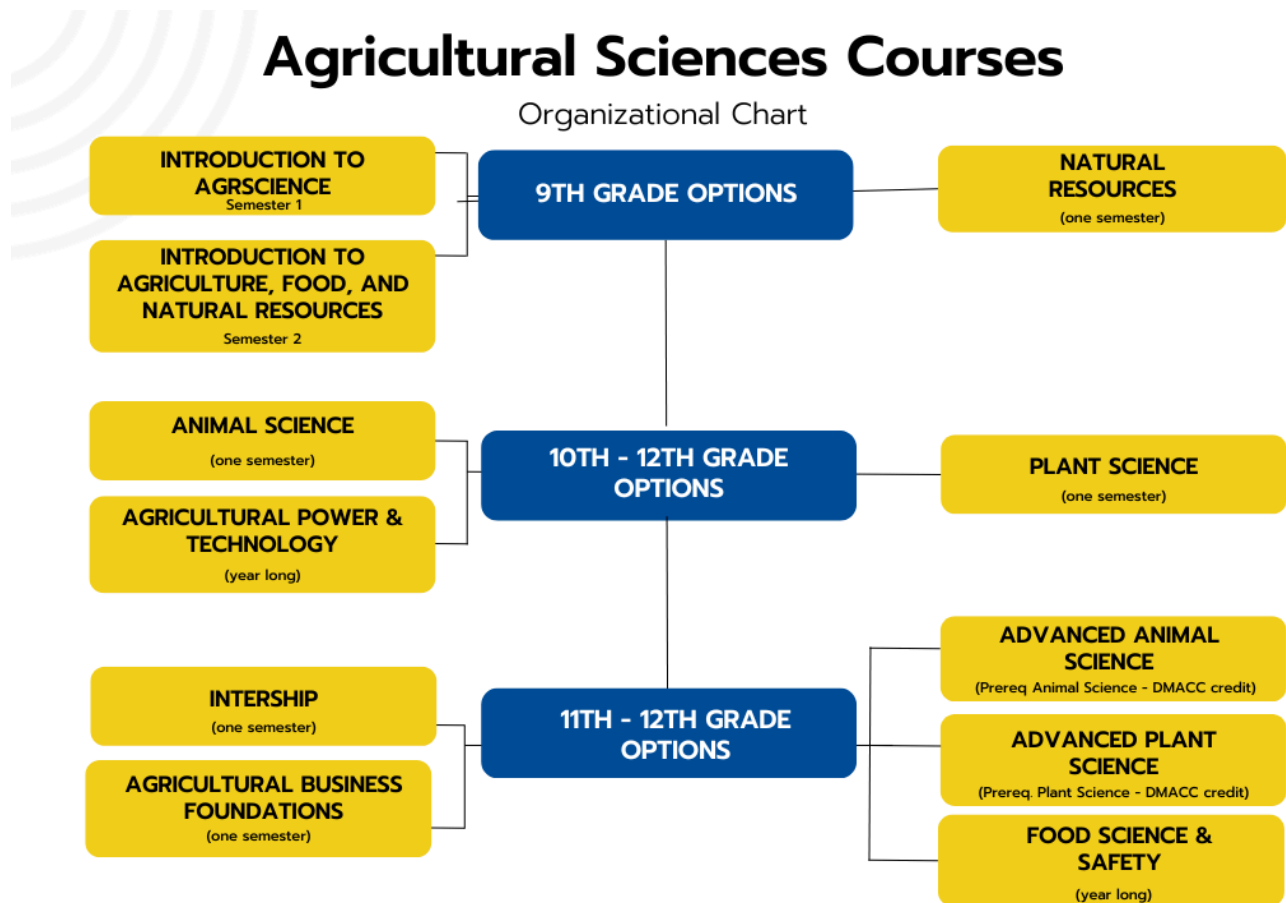 Agricultural Sciences Courses
Organizational Chart
INTRODUCTION TO
AGRSCIENCE
Semester 1
9TH GRADE OPTIONS
NATURAL
RESOURCES
(one semester)
INTRODUCTION TO
AGRICULTURE, FOOD, AND
NATURAL RESOURCES
Semester 2
ANIMAL SCIENCE
(one semester)
10TH - 12TH GRADE
OPTIONS
PLANT SCIENCE
(one semester)
AGRICULTURAL POWER &
TECHNOLOGY
(year long)
INTERSHIP
(one semester)
11TH - 12TH GRADE
OPTIONS
ADVANCED ANIMAL
SCIENCE
(Prereq Animal Science - DMACC credit)
AGRICULTURAL BUSINESS
FOUNDATIONS
(one semester)
ADVANCED PLANT
SCIENCE
(Prereq. Plant Science - DMACC credit)
FOOD SCIENCE &
SAFETY
(year long)